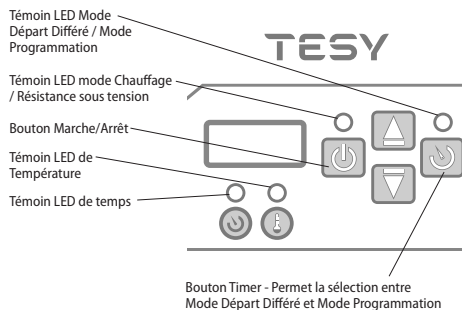 Témoin LED Mode
Départ Différé / Mode
Programmation
TESY
Témoin LED mode Chauffage
/ Résistance sous tension
Bouton Marche/Arrêt
Témoin LED de
Température
Témoin LED de temps
Bouton Timer - Permet la sélection entre
Mode Départ Différé et Mode Programmation